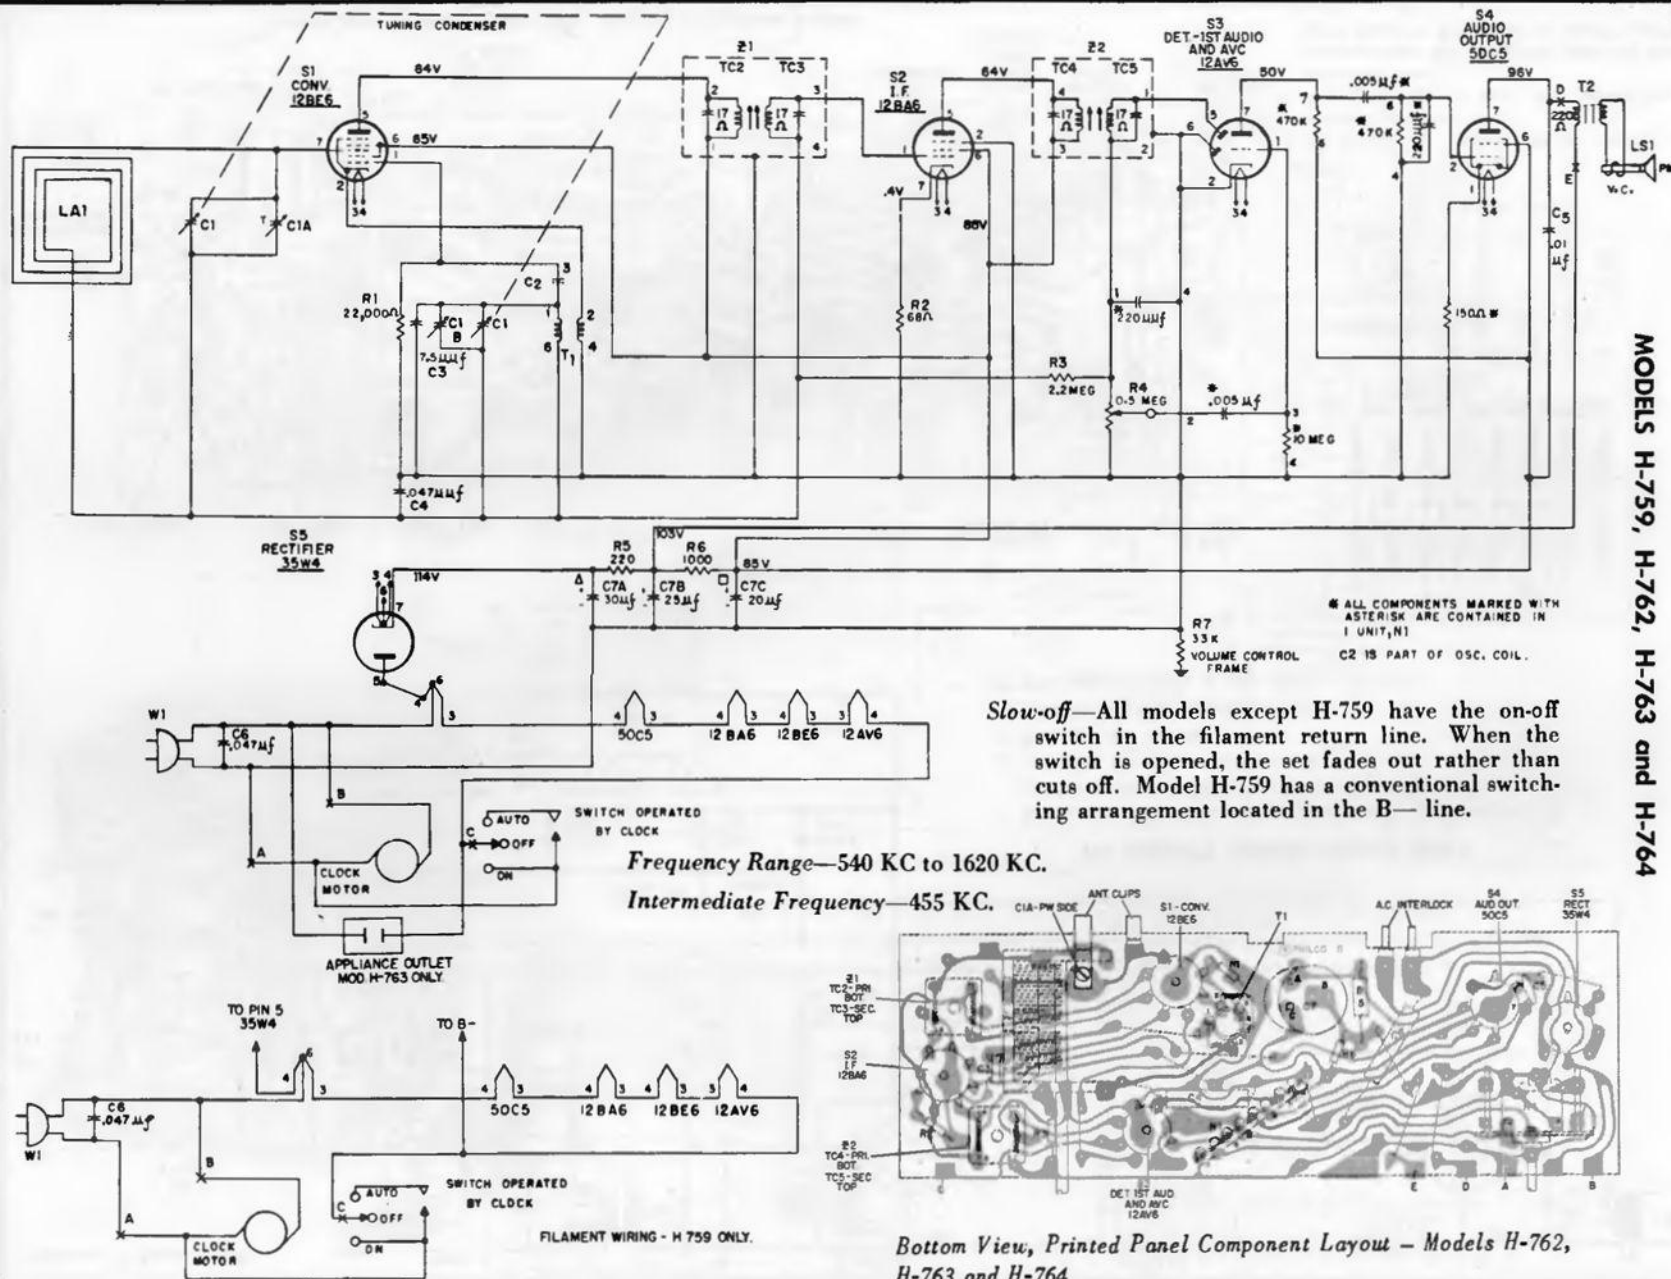 TUNING CONDENSER
S1
CONV.
12BE6
84V
85V
Z1
TC2 TC3
17
Ω
17
Ω
S2
I.F.
12BA6
64V
.4V
85V
Z2
TC4 TC5
17
Ω
17
Ω
S3
DET.-1ST AUDIO
AND AVC
12AV6
50V
.005µf*
*
470K
*
470K
S4
AUDIO
OUTPUT
50C5
96V
D
T2
220
Ω
E
LS1
V.C.
C5
.01
µf
LA1
C1
T C1A
R1
22,000Ω
C1
B
C1
7.5µµf
C3
C2
T1
R2
68Ω
*220µµf
150Ω*
R3
2.2MEG
R4
0.5 MEG
*
.005µf
*
10 MEG
.047µµf
C4
S5
RECTIFIER
35W4
114V
R5
220
103V
R6
1000
85V
C7A
30µf
C7B
25µf
C7C
20µf
R7
33K
VOLUME CONTROL
FRAME
* ALL COMPONENTS MARKED WITH
ASTERISK ARE CONTAINED IN
1 UNIT, N1
C2 IS PART OF OSC. COIL.
MODELS H-759, H-762, H-763 and H-764
W1
C6
.047µf
50C5
12BA6
12BE6
12AV6
B
A
CLOCK
MOTOR
C
AUTO
OFF
ON
SWITCH OPERATED
BY CLOCK
APPLIANCE OUTLET
MOD. H-763 ONLY.
Slow-off—All models except H-759 have the on-off
switch in the filament return line. When the
switch is opened, the set fades out rather than
cuts off. Model H-759 has a conventional switch-
ing arrangement located in the B— line.
Frequency Range—540 KC to 1620 KC.
Intermediate Frequency—455 KC.
TO PIN 5
35W4
TO B-
C6
.047µf
W1
50C5
12BA6
12BE6
12AV6
B
A
CLOCK
MOTOR
C
AUTO
OFF
ON
SWITCH OPERATED
BY CLOCK
FILAMENT WIRING - H 759 ONLY.
C1A-PW SIDE
ANT CLIPS
S1-CONV.
12BE6
T1
A.C. INTERLOCK
S4
AUD OUT.
50C5
S5
RECT
35W4
Z1
TC2-PRI
BOT.
TC3-SEC.
TOP
S2
I.F.
12BA6
Z2
TC4-PRI.
BOT
TC5-SEC
TOP
DET 1ST AUD
AND AVC
12AV6
C
E
D
A
B
Bottom View, Printed Panel Component Layout – Models H-762,
H-763 and H-764